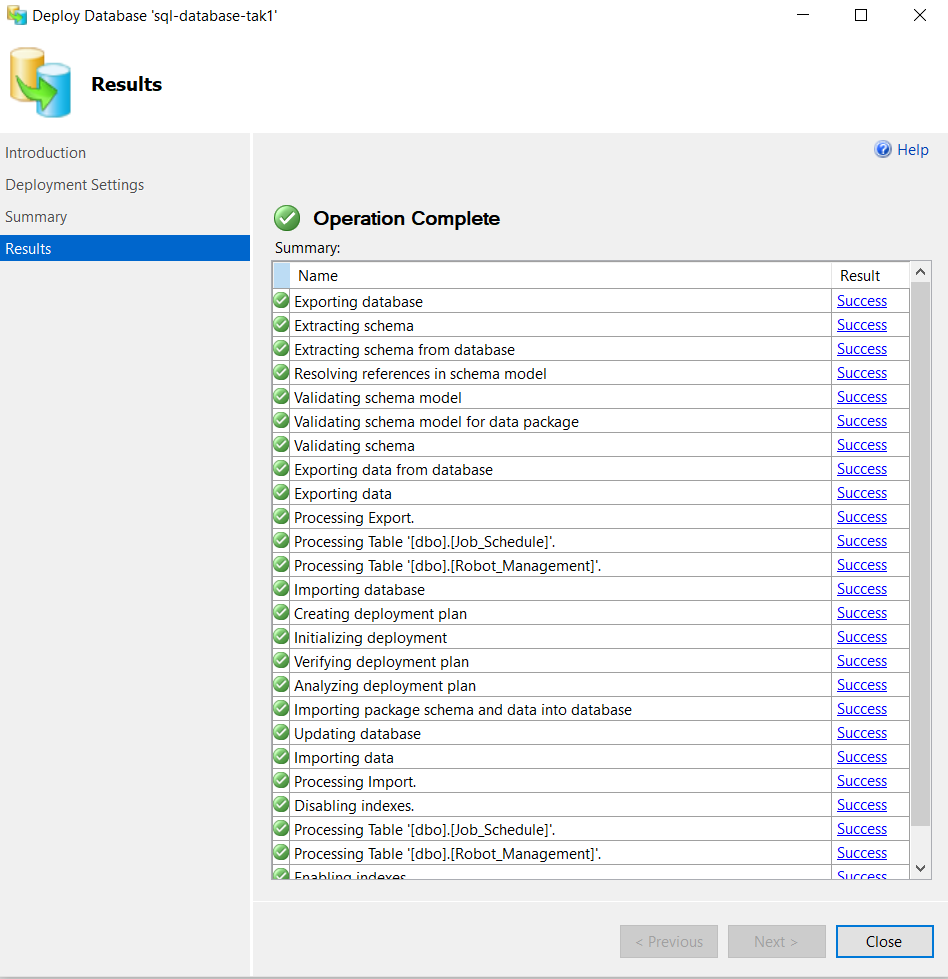 Deploy Database 'sql-database-tak1'
Results
Introduction
Deployment Settings
Summary
Results
Help
Operation Complete
Summary:
Name Result
Exporting database Success
Extracting schema Success
Extracting schema from database Success
Resolving references in schema model Success
Validating schema model Success
Validating schema model for data package Success
Validating schema Success
Exporting data from database Success
Exporting data Success
Processing Export. Success
Processing Table '[dbo].[Job_Schedule]'. Success
Processing Table '[dbo].[Robot_Management]'. Success
Importing database Success
Creating deployment plan Success
Initializing deployment Success
Verifying deployment plan Success
Analyzing deployment plan Success
Importing package schema and data into database Success
Updating database Success
Importing data Success
Processing Import. Success
Disabling indexes. Success
Processing Table '[dbo].[Job_Schedule]'. Success
Processing Table '[dbo].[Robot_Management]'. Success
Enabling indexes Success
< Previous Next > Close